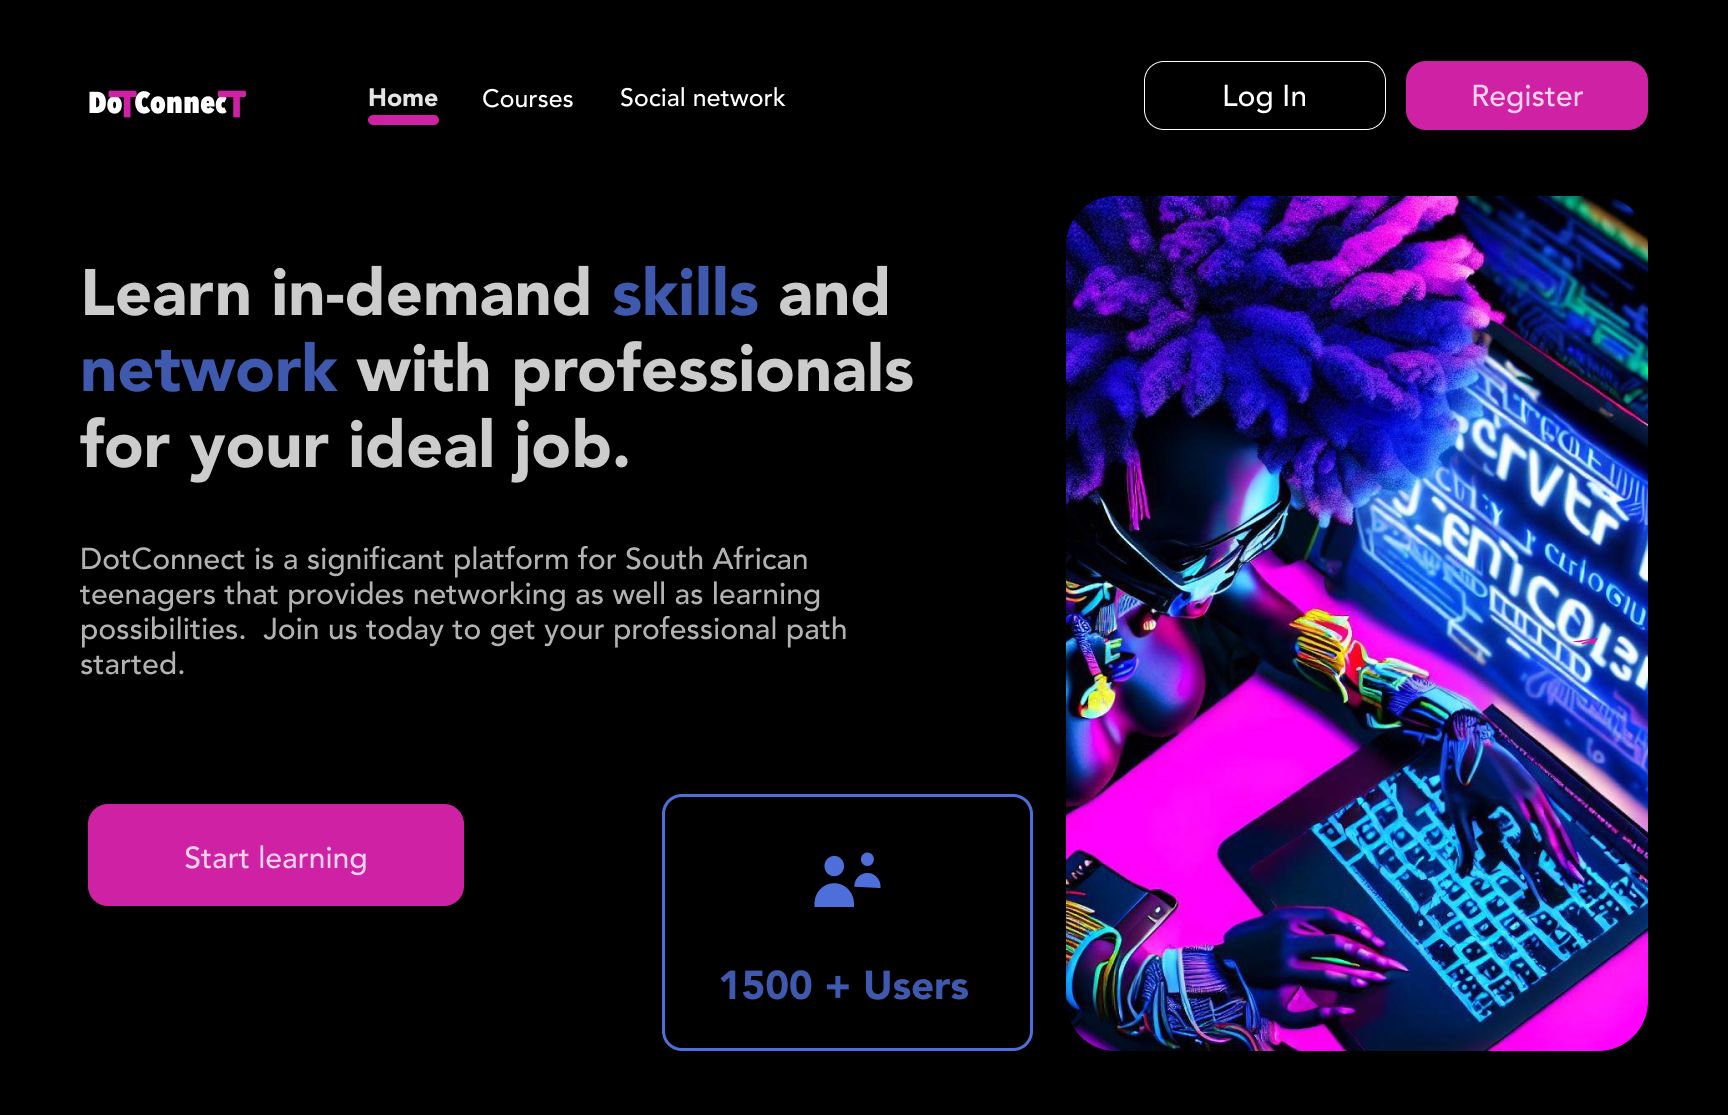 DoTConnecT
Home
Courses
Social network
Log In
Register
Learn in-demand skills and
network with professionals
for your ideal job.
DotConnect is a significant platform for South African
teenagers that provides networking as well as learning
possibilities.  Join us today to get your professional path
started.
Start learning
1500 + Users